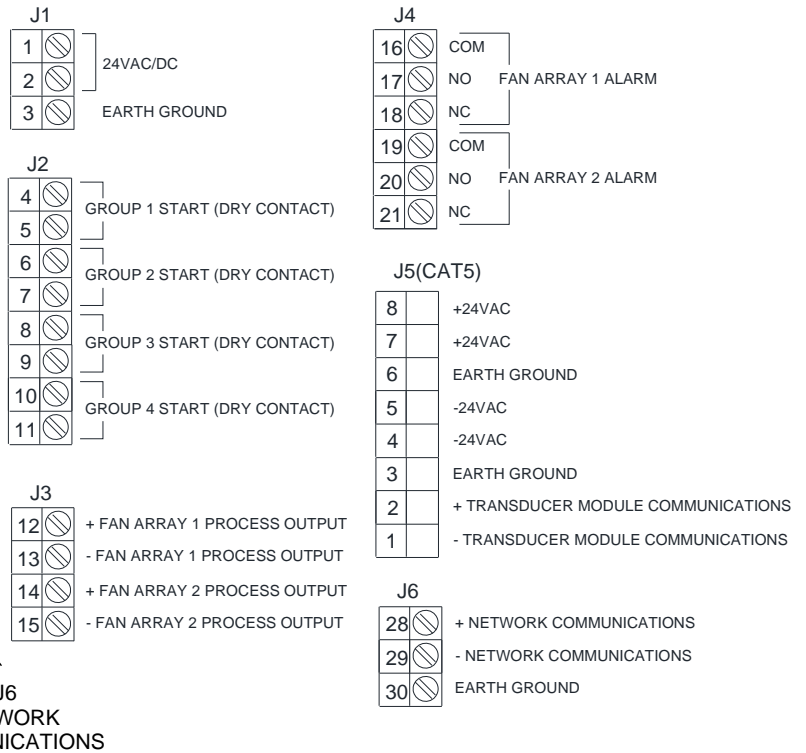 J1
1
2
24VAC/DC
3 EARTH GROUND
J2
4
5
GROUP 1 START (DRY CONTACT)
6
7
GROUP 2 START (DRY CONTACT)
8
9
GROUP 3 START (DRY CONTACT)
10
11
GROUP 4 START (DRY CONTACT)
J3
12 + FAN ARRAY 1 PROCESS OUTPUT
13 - FAN ARRAY 1 PROCESS OUTPUT
14 + FAN ARRAY 2 PROCESS OUTPUT
15 - FAN ARRAY 2 PROCESS OUTPUT
J4
16 COM
17 NO FAN ARRAY 1 ALARM
18 NC
19 COM
20 NO FAN ARRAY 2 ALARM
21 NC
J5(CAT5)
8 +24VAC
7 +24VAC
6 EARTH GROUND
5 -24VAC
4 -24VAC
3 EARTH GROUND
2 + TRANSDUCER MODULE COMMUNICATIONS
1 - TRANSDUCER MODULE COMMUNICATIONS
J6
28 + NETWORK COMMUNICATIONS
29 - NETWORK COMMUNICATIONS
30 EARTH GROUND